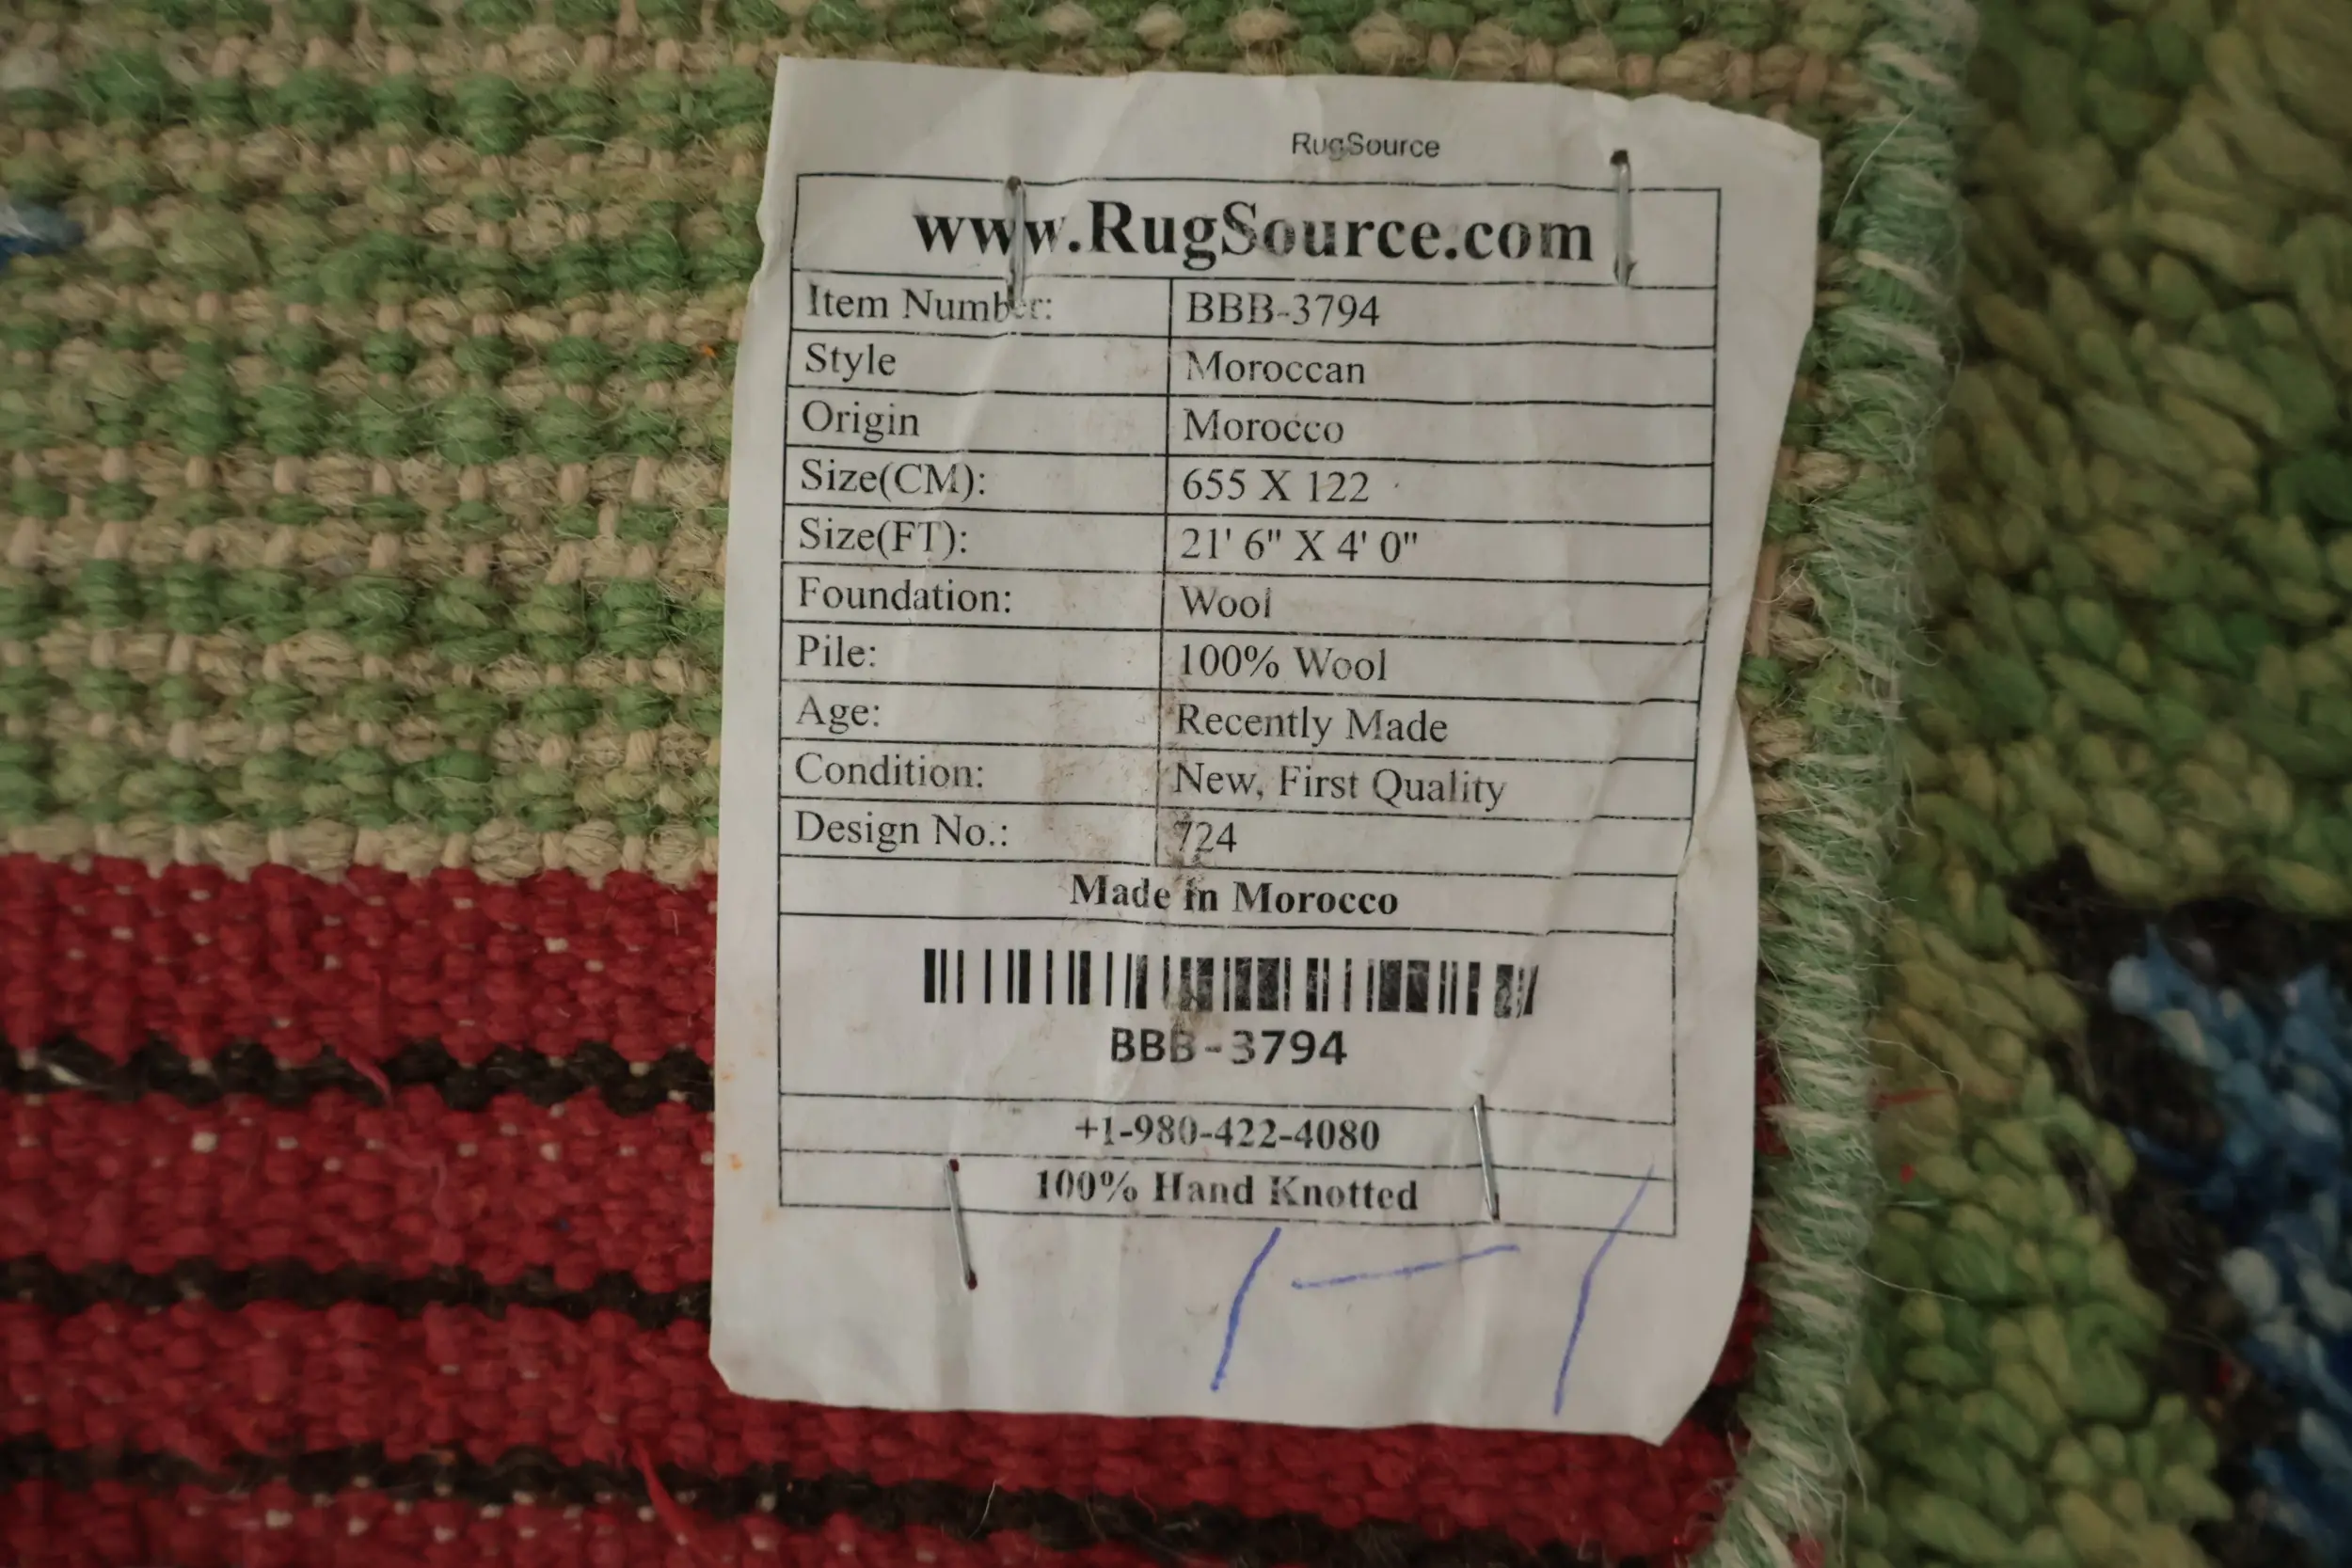 RugSource
www.RugSource.com
Item Number: BBB-3794
Style Moroccan
Origin Morocco
Size(CM): 655 X 122
Size(FT): 21' 6" X 4' 0"
Foundation: Wool
Pile: 100% Wool
Age: Recently Made
Condition: New, First Quality
Design No.: 724
Made in Morocco
BBB-3794
+1-980-422-4080
100% Hand Knotted
1-1